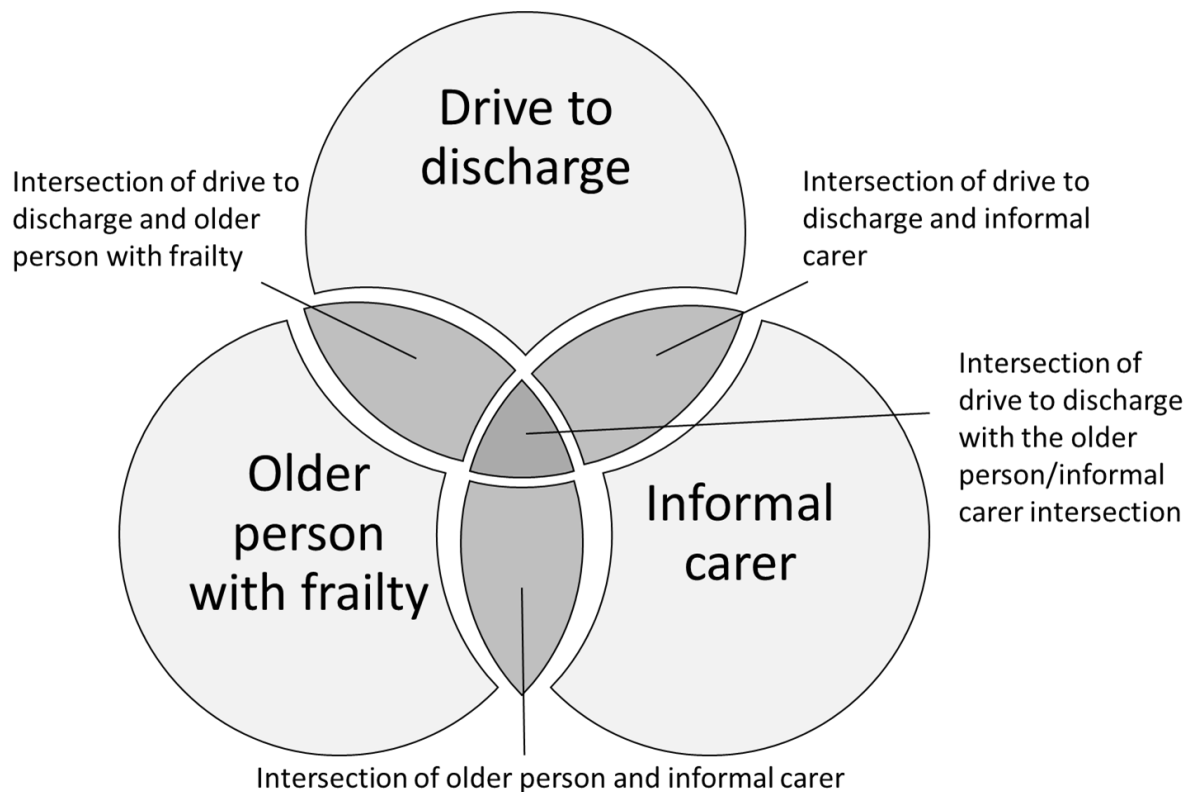 Drive to
discharge
Intersection of drive to
discharge and older
person with frailty
Intersection of drive to
discharge and informal
carer
Intersection of
drive to discharge
with the older
person/informal
carer intersection
Older
person
with frailty
Informal
carer
Intersection of older person and informal carer